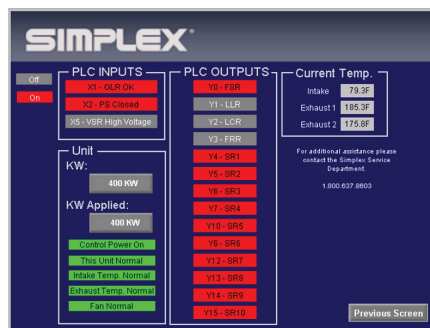 SIMPLEX
Off
On
PLC INPUTS
X1 - OLR OK
X2 - PS Closed
X5 - VSR High Voltage
Unit
KW:
400 KW
KW Applied:
400 KW
Control Power On
This Unit Normal
Intake Temp. Normal
Exhaust Temp. Normal
Fan Normal
PLC OUTPUTS
Y0 - FSR
Y1 - LLR
Y2 - LCR
Y3 - FRR
Y4 - SR1
Y5 - SR2
Y6 - SR3
Y7 - SR4
Y10 - SR5
Y6 - SR6
Y12 - SR7
Y13 - SR8
Y14 - SR9
Y15 - SR10
Current Temp.
Intake 79.3F
Exhaust 1 185.3F
Exhaust 2 175.8F
For additional assistance please
contact the Simplex Service
Department.
1.800.637.8603
Previous Screen